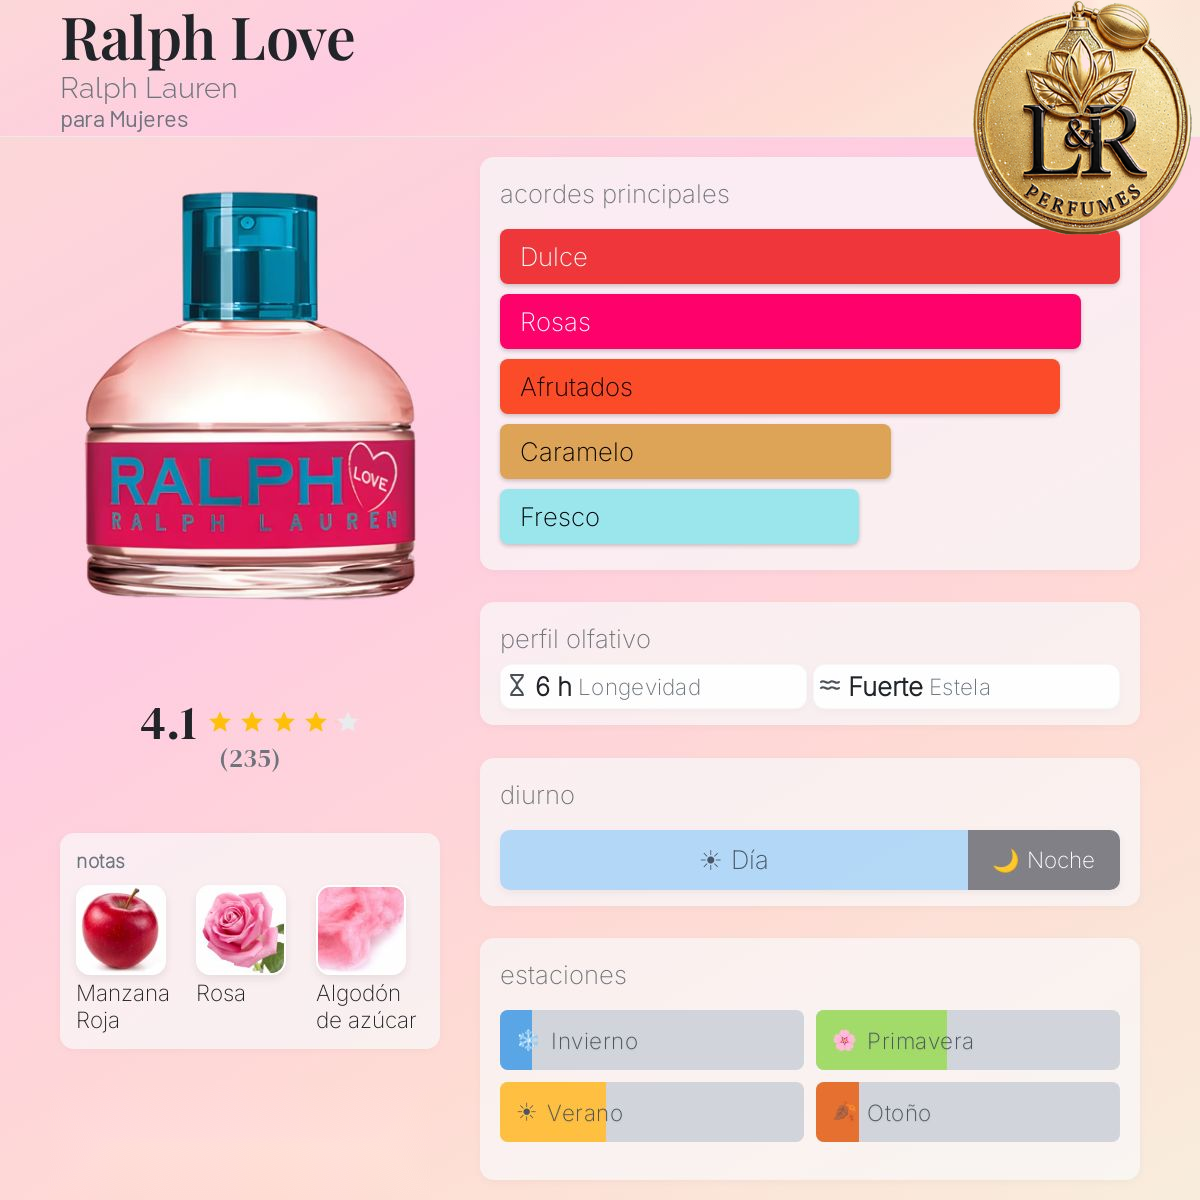 Ralph Love
Ralph Lauren
para Mujeres
L&R
PERFUMES
RALPH LOVE
RALPH LAUREN
4.1
(235)
notas
Manzana Roja
Rosa
Algodón de azúcar
acordes principales
Dulce
Rosas
Afrutados
Caramelo
Fresco
perfil olfativo
6 h Longevidad
Fuerte Estela
diurno
Día
Noche
estaciones
Invierno
Primavera
Verano
Otoño